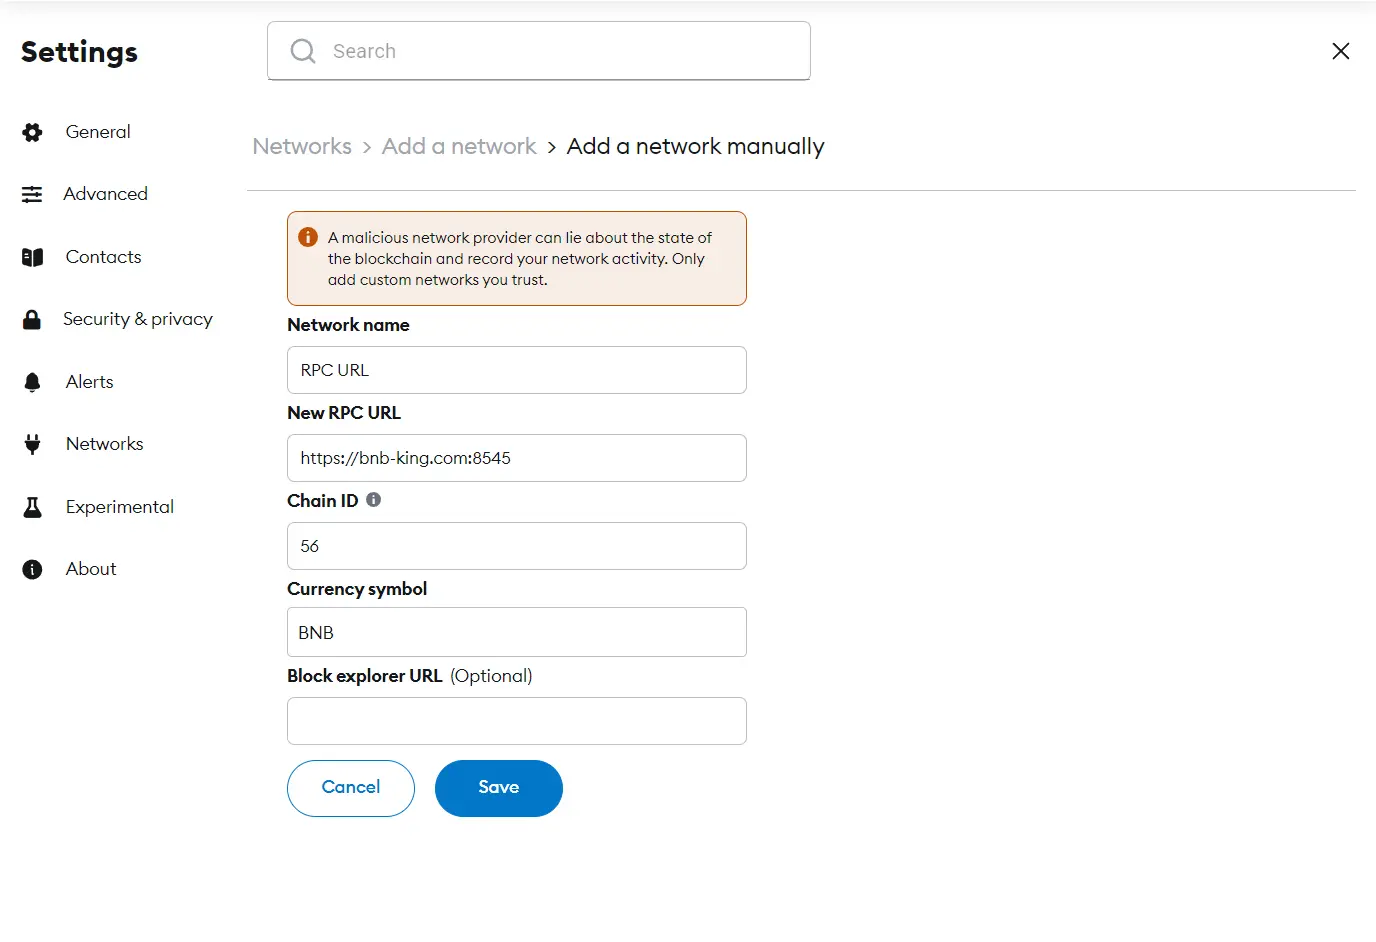 Settings
Search
General
Advanced
Contacts
Security & privacy
Alerts
Networks
Experimental
About
Networks > Add a network > Add a network manually
A malicious network provider can lie about the state of
the blockchain and record your network activity. Only
add custom networks you trust.
Network name
RPC URL
New RPC URL
https://bnb-king.com:8545
Chain ID
56
Currency symbol
BNB
Block explorer URL (Optional)
Cancel
Save